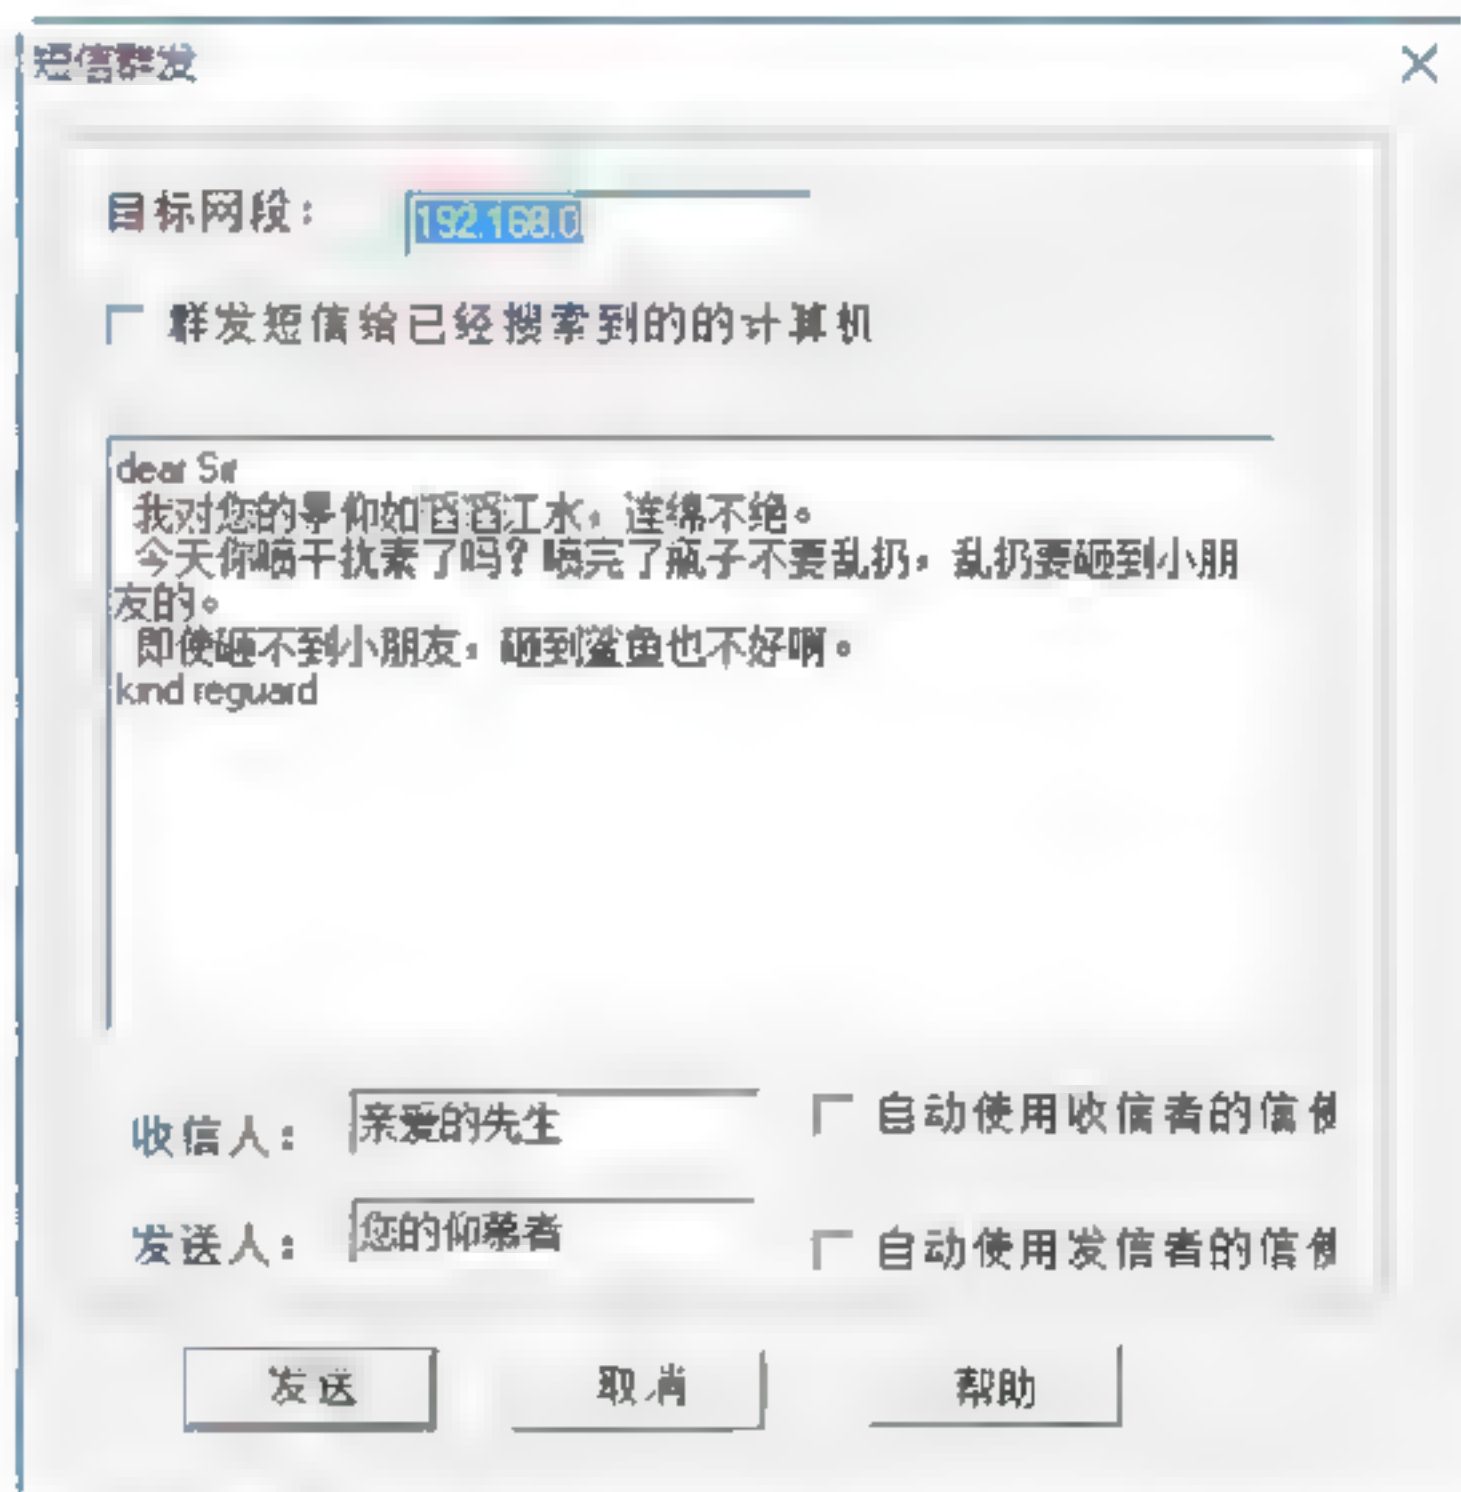 短信群发
目标网段：
192.168.0
群发短信给已经搜索到的的计算机
dear Sir
我对您的景仰如滔滔江水，连绵不绝。
今天你喷干扰素了吗？喷完了瓶子不要乱扔，乱扔要砸到小朋
友的。
即使砸不到小朋友，砸到鲨鱼也不好啊。
kind reguard
收信人：
亲爱的先生
自动使用收信者的信使
发送人：
您的仰慕者
自动使用发信者的信使
发送
取消
帮助